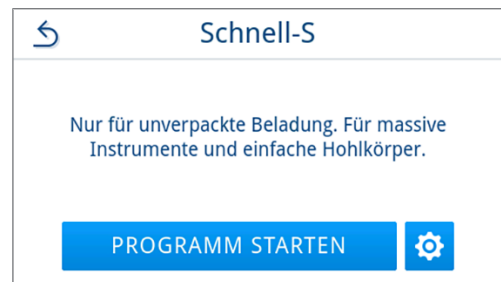 Schnell-S
Nur für unverpackte Beladung. Für massive
Instrumente und einfache Hohlkörper.
PROGRAMM STARTEN